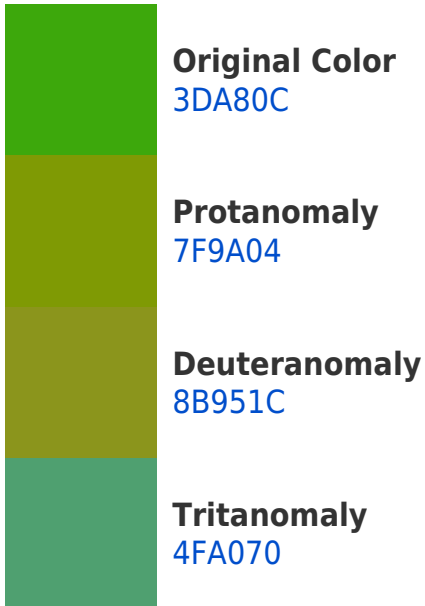 Original Color
3DA80C
Protanomaly
7F9A04
Deuteranomaly
8B951C
Tritanomaly
4FA070